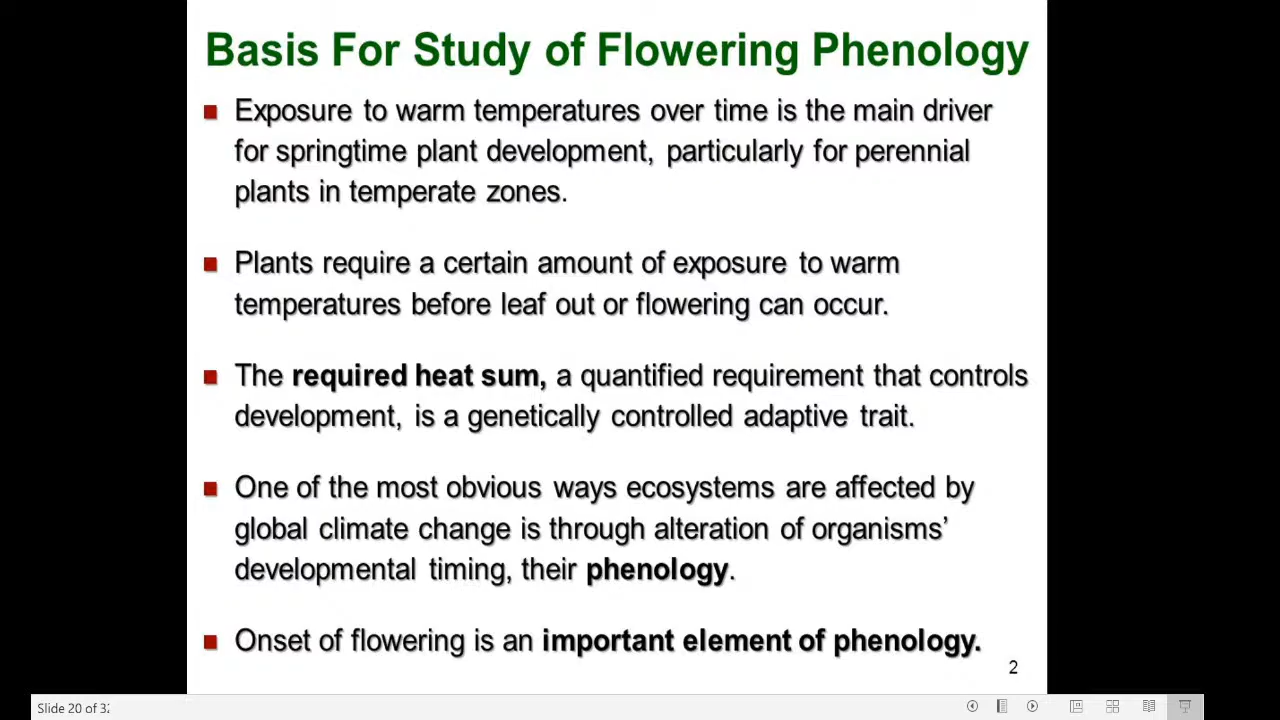 Basis For Study of Flowering Phenology
Exposure to warm temperatures over time is the main driver
for springtime plant development, particularly for perennial
plants in temperate zones.
Plants require a certain amount of exposure to warm
temperatures before leaf out or flowering can occur.
The required heat sum, a quantified requirement that controls
development, is a genetically controlled adaptive trait.
One of the most obvious ways ecosystems are affected by
global climate change is through alteration of organisms’
developmental timing, their phenology.
Onset of flowering is an important element of phenology.
2
Slide 20 of 32